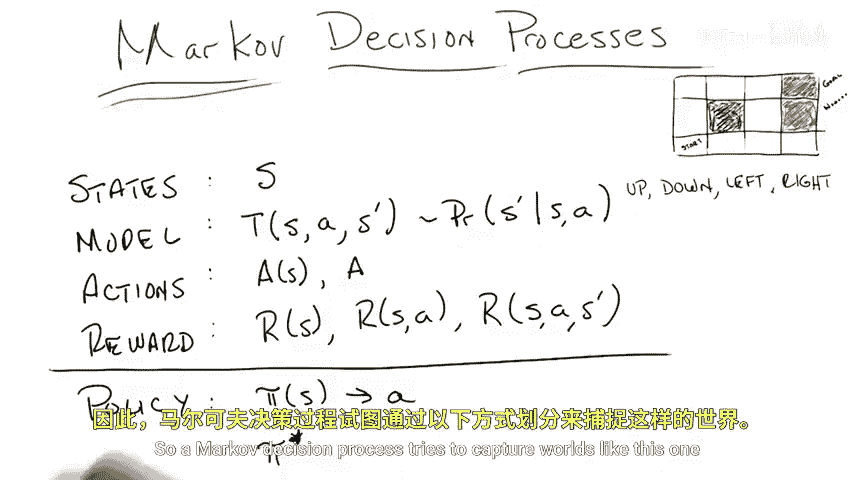 Markov Decision Processes
START
GOAL
STATES : S
MODEL : T(s, a, s') ~ Pr(s' | s, a)
UP, DOWN, LEFT, RIGHT
ACTIONS : A(s), A
REWARD : R(s), R(s,a), R(s,a,s')
POLICY : π(s) → a
π*
因此，马尔可夫决策过程试图通过以下方式划分来捕捉这样的世界。
So a Markov decision process tries to capture worlds like this one